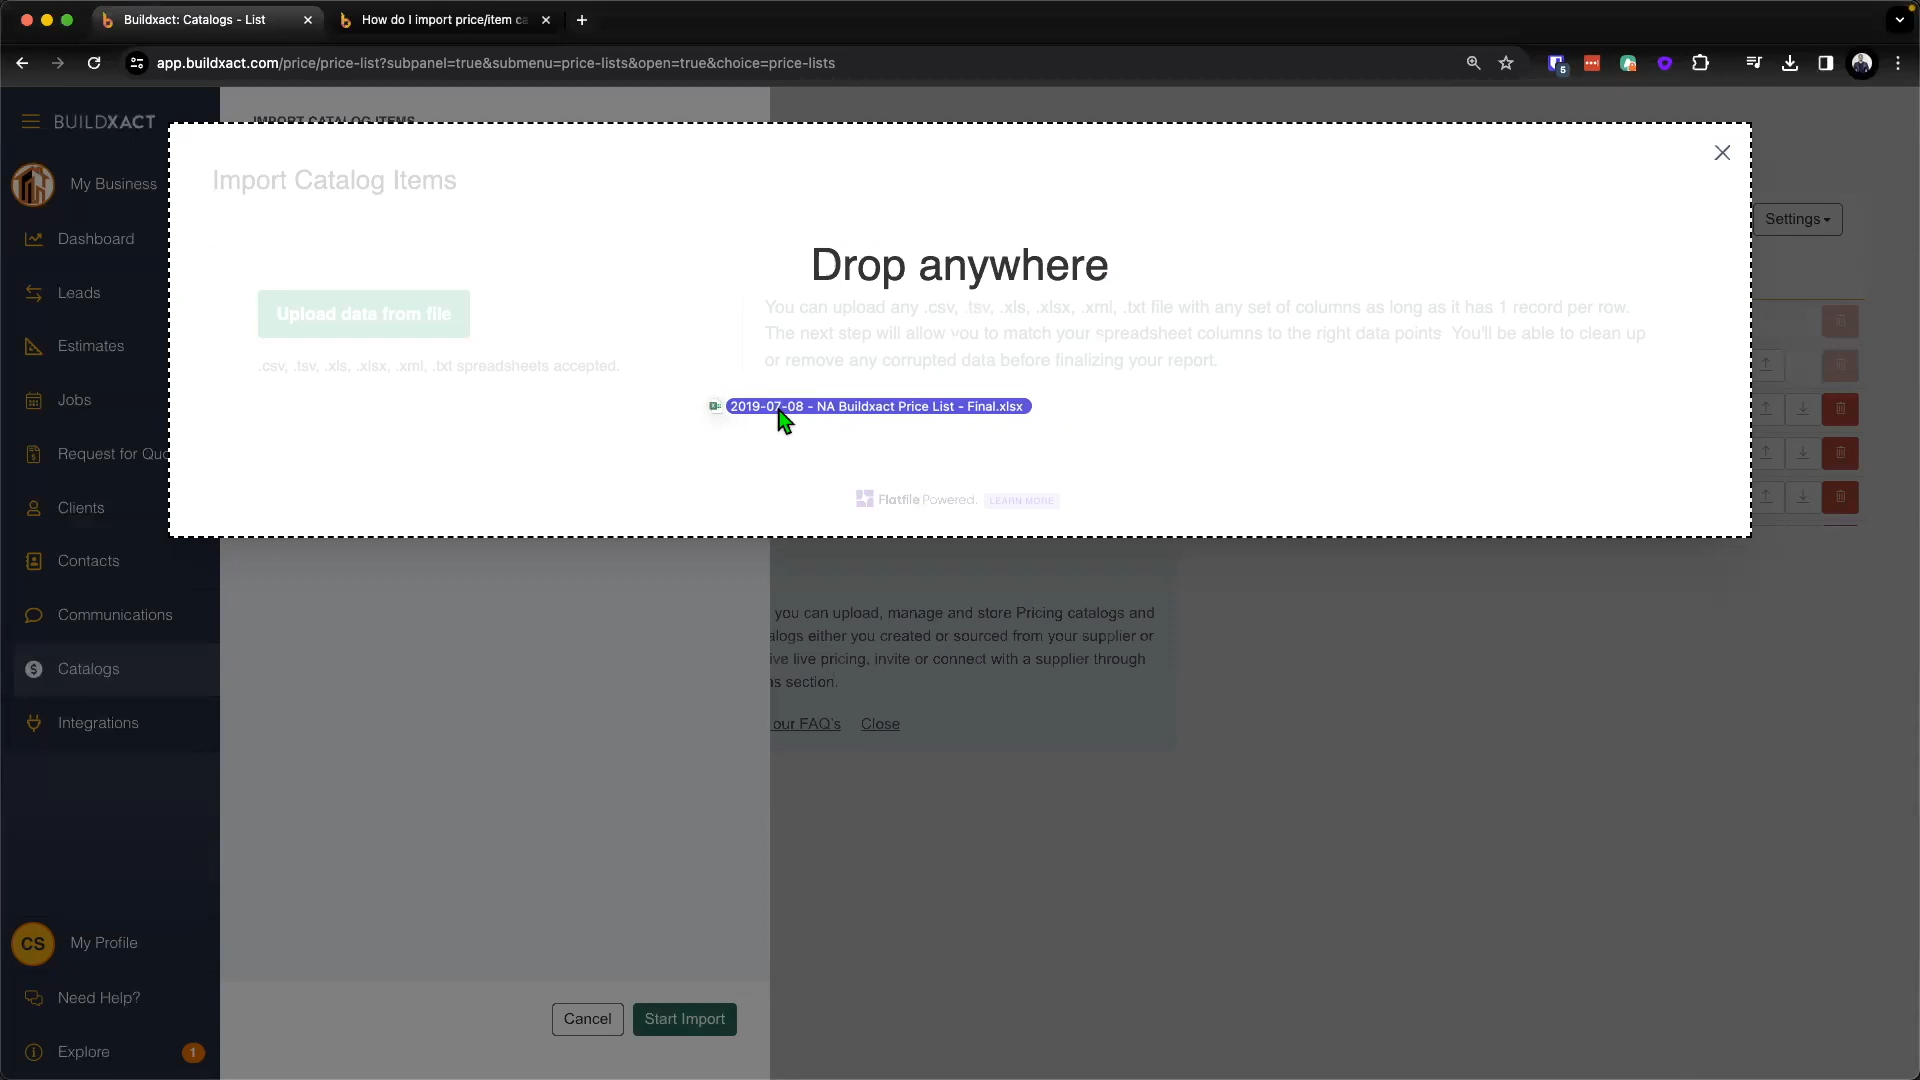 Buildxact: Catalogs - List
How do I import price/item ca
app.buildxact.com/price/price-list?subpanel=true&submenu=price-lists&open=true&choice=price-lists
5
BUILDXACT
IMPORT CATALOG ITEMS
Import Catalog Items
My Business
Settings
Dashboard
Drop anywhere
Leads
Upload data from file
You can upload any .csv, .tsv, .xls, .xlsx, .xml, .txt file with any set of columns as long as it has 1 record per row.
The next step will allow you to match your spreadsheet columns to the right data points. You'll be able to clean up
or remove any corrupted data before finalizing your report.
Estimates
.csv, .tsv, .xls, .xlsx, .xml, .txt spreadsheets accepted.
Jobs
2019-07-08 - NA Buildxact Price List - Final.xlsx
Request for Quo
Flatfile Powered. LEARN MORE
Clients
Contacts
Communications
you can upload, manage and store Pricing catalogs and
alogs either you created or sourced from your supplier or
ive live pricing, invite or connect with a supplier through
s section.
Catalogs
Integrations
our FAQ's Close
CS My Profile
Need Help?
Cancel Start Import
Explore 1